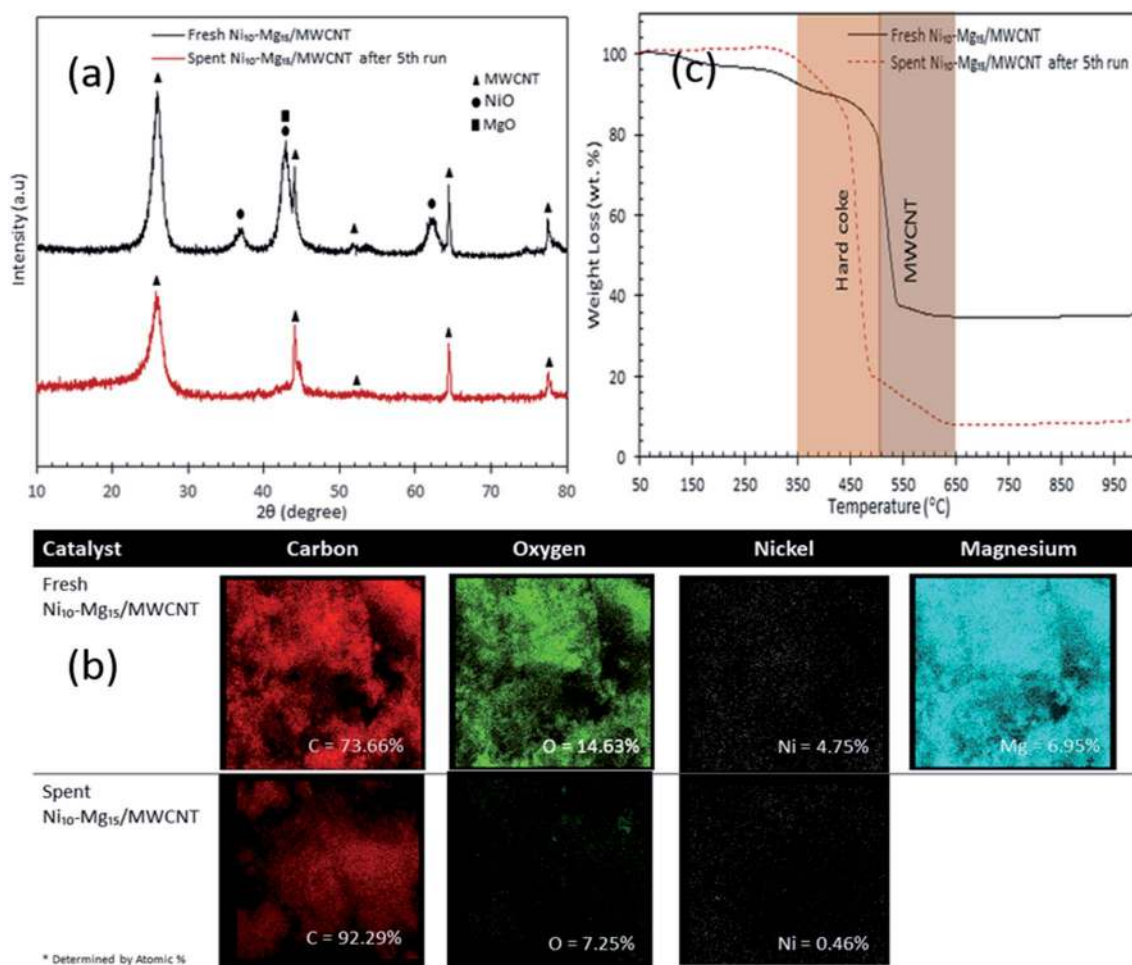 (a)
Fresh Ni₁₀-Mg₁₅/MWCNT
Spent Ni₁₀-Mg₁₅/MWCNT after 5th run
▲ MWCNT
● NiO
■ MgO
Intensity (a.u)
10 20 30 40 50 60 70 80
2θ (degree)
(c)
Fresh Ni₁₀-Mg₁₅/MWCNT
Spent Ni₁₀-Mg₁₅/MWCNT after 5th run
Weight Loss (wt. %)
100
80
60
40
20
0
Hard coke
MWCNT
50 150 250 350 450 550 650 750 850 950
Temperature (°C)
Catalyst Carbon Oxygen Nickel Magnesium
Fresh
Ni₁₀-Mg₁₅/MWCNT
(b)
C = 73.66% O = 14.63% Ni = 4.75% Mg = 6.95%
Spent
Ni₁₀-Mg₁₅/MWCNT
C = 92.29% O = 7.25% Ni = 0.46%
* Determined by Atomic %